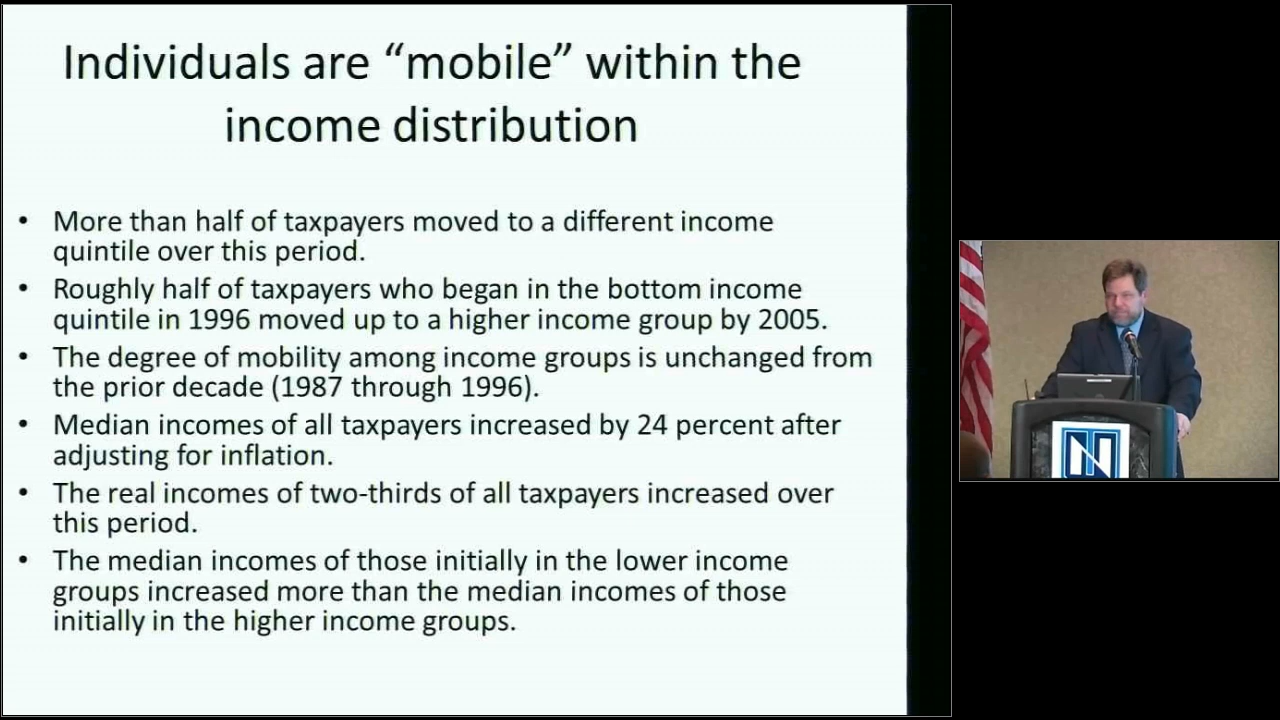 Individuals are “mobile” within the
income distribution
• More than half of taxpayers moved to a different income
quintile over this period.
• Roughly half of taxpayers who began in the bottom income
quintile in 1996 moved up to a higher income group by 2005.
• The degree of mobility among income groups is unchanged from
the prior decade (1987 through 1996).
• Median incomes of all taxpayers increased by 24 percent after
adjusting for inflation.
• The real incomes of two-thirds of all taxpayers increased over
this period.
• The median incomes of those initially in the lower income
groups increased more than the median incomes of those
initially in the higher income groups.